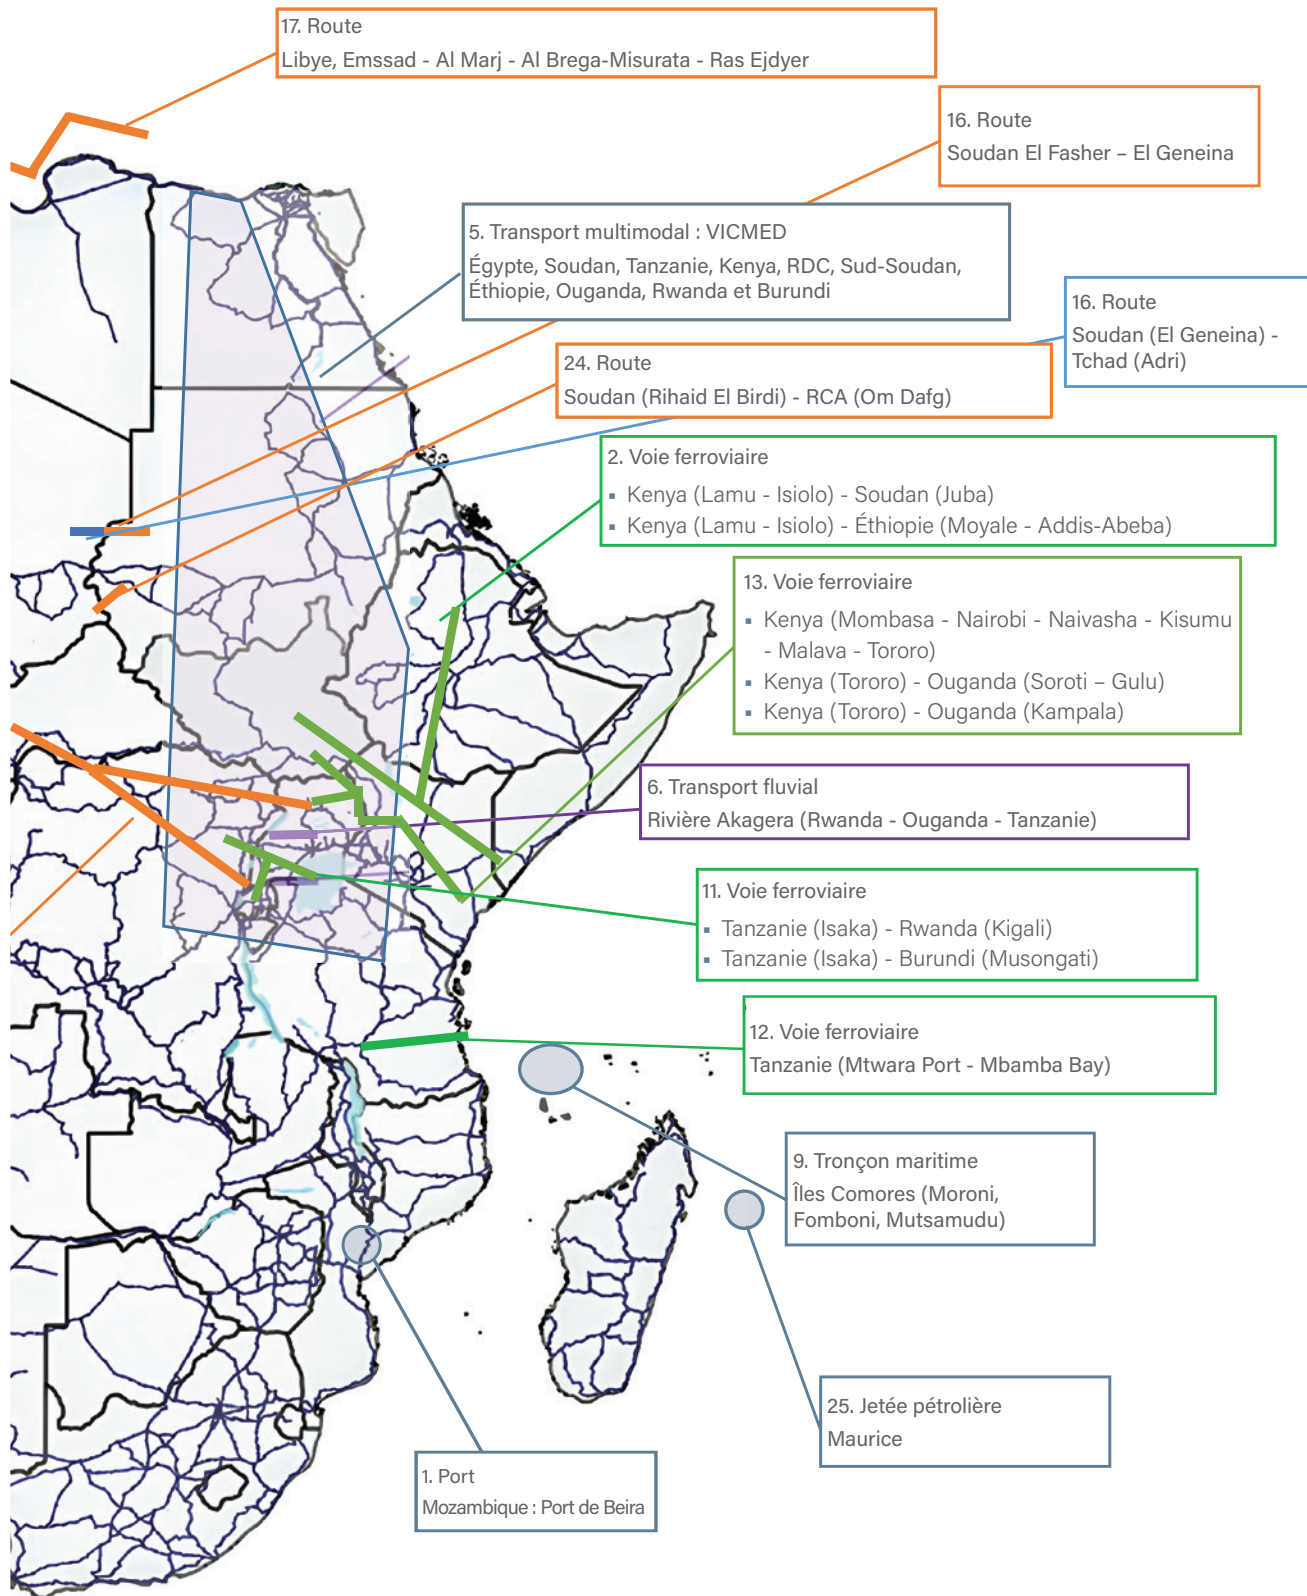 17. Route
Libye, Emssad - Al Marj - Al Brega-Misurata - Ras Ejdyer
16. Route
Soudan El Fasher – El Geneina
5. Transport multimodal : VICMED
Égypte, Soudan, Tanzanie, Kenya, RDC, Sud-Soudan,
Éthiopie, Ouganda, Rwanda et Burundi
16. Route
Soudan (El Geneina) -
Tchad (Adri)
24. Route
Soudan (Rihaid El Birdi) - RCA (Om Dafg)
2. Voie ferroviaire
▪ Kenya (Lamu - Isiolo) - Soudan (Juba)
▪ Kenya (Lamu - Isiolo) - Éthiopie (Moyale - Addis-Abeba)
13. Voie ferroviaire
▪ Kenya (Mombasa - Nairobi - Naivasha - Kisumu
- Malava - Tororo)
▪ Kenya (Tororo) - Ouganda (Soroti – Gulu)
▪ Kenya (Tororo) - Ouganda (Kampala)
6. Transport fluvial
Rivière Akagera (Rwanda - Ouganda - Tanzanie)
11. Voie ferroviaire
▪ Tanzanie (Isaka) - Rwanda (Kigali)
▪ Tanzanie (Isaka) - Burundi (Musongati)
12. Voie ferroviaire
Tanzanie (Mtwara Port - Mbamba Bay)
9. Tronçon maritime
Îles Comores (Moroni,
Fomboni, Mutsamudu)
25. Jetée pétrolière
Maurice
1. Port
Mozambique : Port de Beira